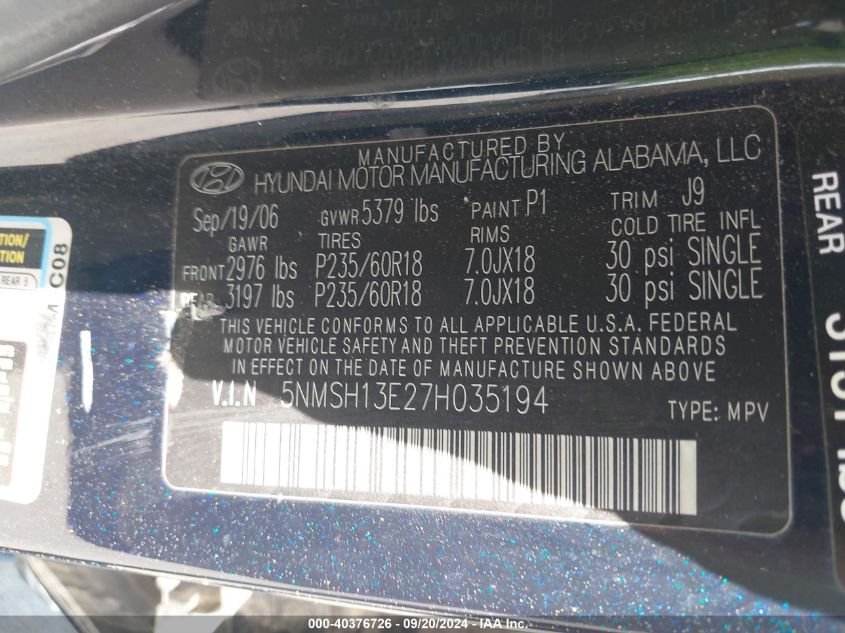 MANUFACTURED BY
HYUNDAI MOTOR MANUFACTURING ALABAMA, LLC
Sep/19/06 GVWR 5379 lbs PAINT P1 TRIM J9
GAWR TIRES RIMS COLD TIRE INFL
FRONT 2976 lbs P235/60R18 7.0JX18 30 psi SINGLE
REAR 3197 lbs P235/60R18 7.0JX18 30 psi SINGLE
THIS VEHICLE CONFORMS TO ALL APPLICABLE U.S.A. FEDERAL
MOTOR VEHICLE SAFETY AND THEFT PREVENTION STANDARDS
IN EFFECT ON THE DATE OF MANUFACTURE SHOWN ABOVE
V.I.N 5NMSH13E27H035194 TYPE: MPV
REAR
REAR 5
C08
000-40376726 - 09/20/2024 - IAA Inc.